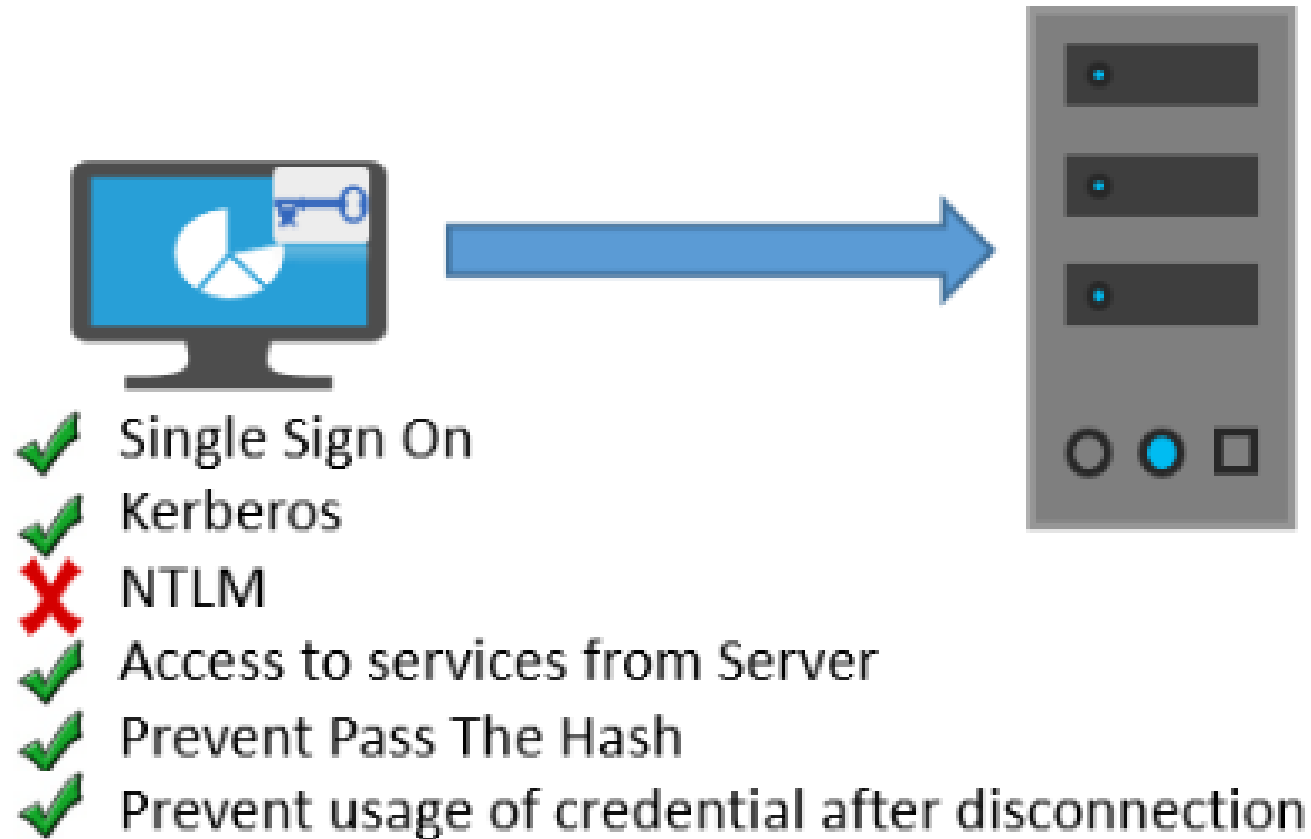 Single Sign On
Kerberos
NTLM
Access to services from Server
Prevent Pass The Hash
Prevent usage of credential after disconnection